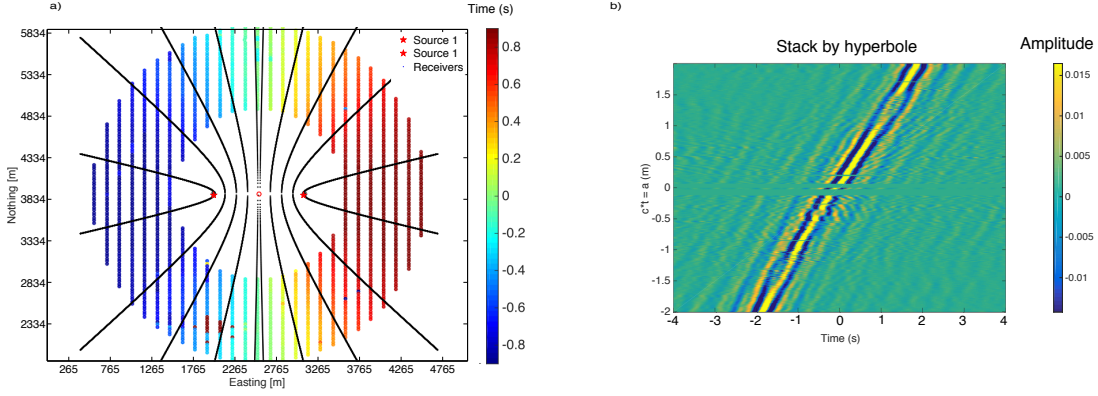 a)
Time (s)
5834
5334
4834
4334
3834
3334
2834
2334
Nothing [m]
265 765 1265 1765 2265 2765 3265 3765 4265 4765
Easting [m]
Source 1
Source 1
Receivers
0.8
0.6
0.4
0.2
0
-0.2
-0.4
-0.6
-0.8
b)
Stack by hyperbole
Amplitude
1.5
1
0.5
0
-0.5
-1
-1.5
-2
c*t = a (m)
-4 -3 -2 -1 0 1 2 3 4
Time (s)
0.015
0.01
0.005
0
-0.005
-0.01